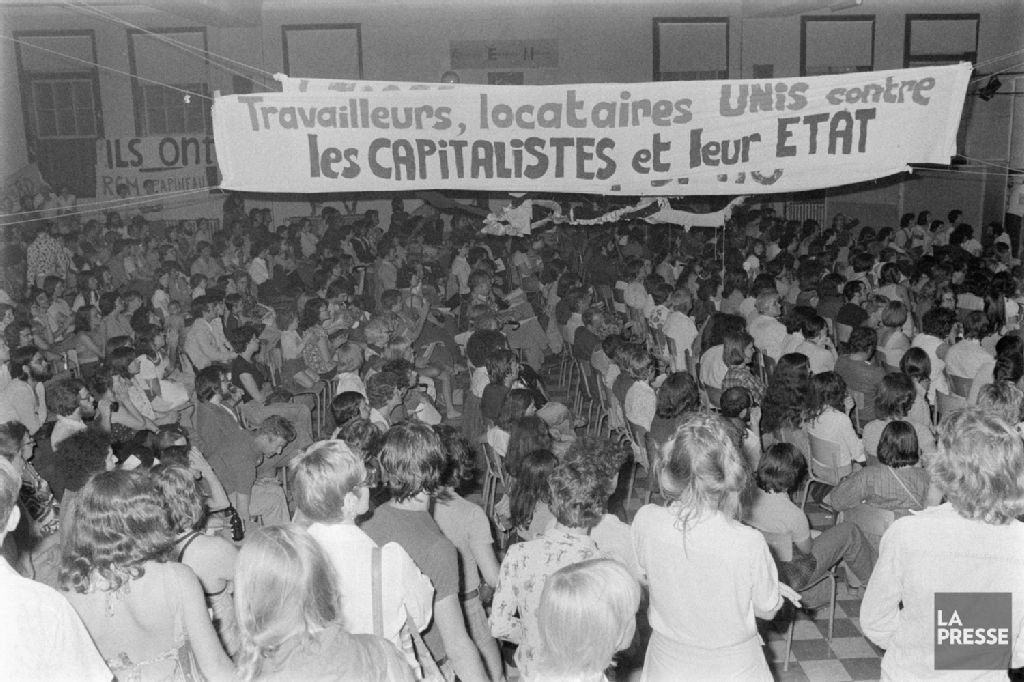 Travailleurs, locataires UNis contre
les CAPiTALiSTES et leur ETAT
ILS ONT
LA
PRESSE